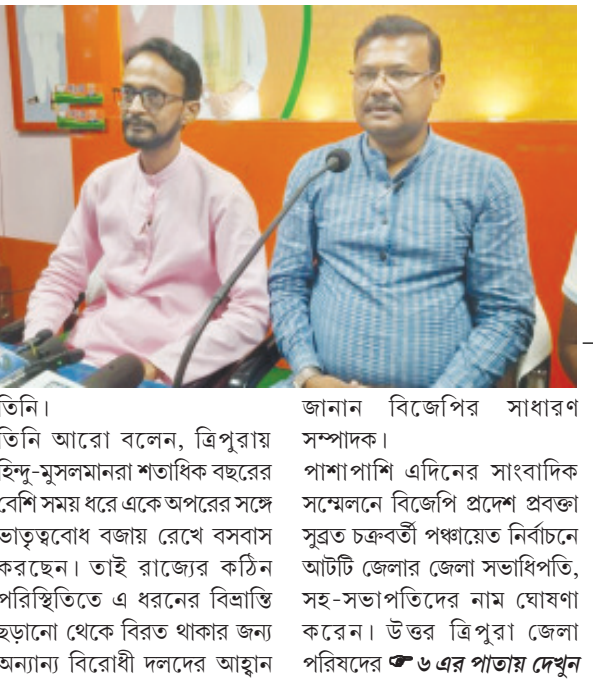 তিনি।
তিনি আরো বলেন, ত্রিপুরায়
হিন্দু-মুসলমানরা শতাধিক বছরের
বেশি সময় ধরে একে অপরের সঙ্গে
ভাতৃত্ববোধ বজায় রেখে বসবাস
করছেন। তাই রাজ্যের কঠিন
পরিস্থিতিতে এ ধরনের বিভ্রান্তি
ছড়ানো থেকে বিরত থাকার জন্য
অন্যান্য বিরোধী দলদের আহ্বান
জানান বিজেপির সাধারণ
সম্পাদক।
পাশাপাশি এদিনের সাংবাদিক
সম্মেলনে বিজেপি প্রদেশ প্রবক্তা
সুব্রত চক্রবর্তী পঞ্চায়েত নির্বাচনে
আটটি জেলার জেলা সভাধিপতি,
সহ-সভাপতিদের নাম ঘোষণা
করেন। উত্তর ত্রিপুরা জেলা
পরিষদের ☛ ৬ এর পাতায় দেখুন